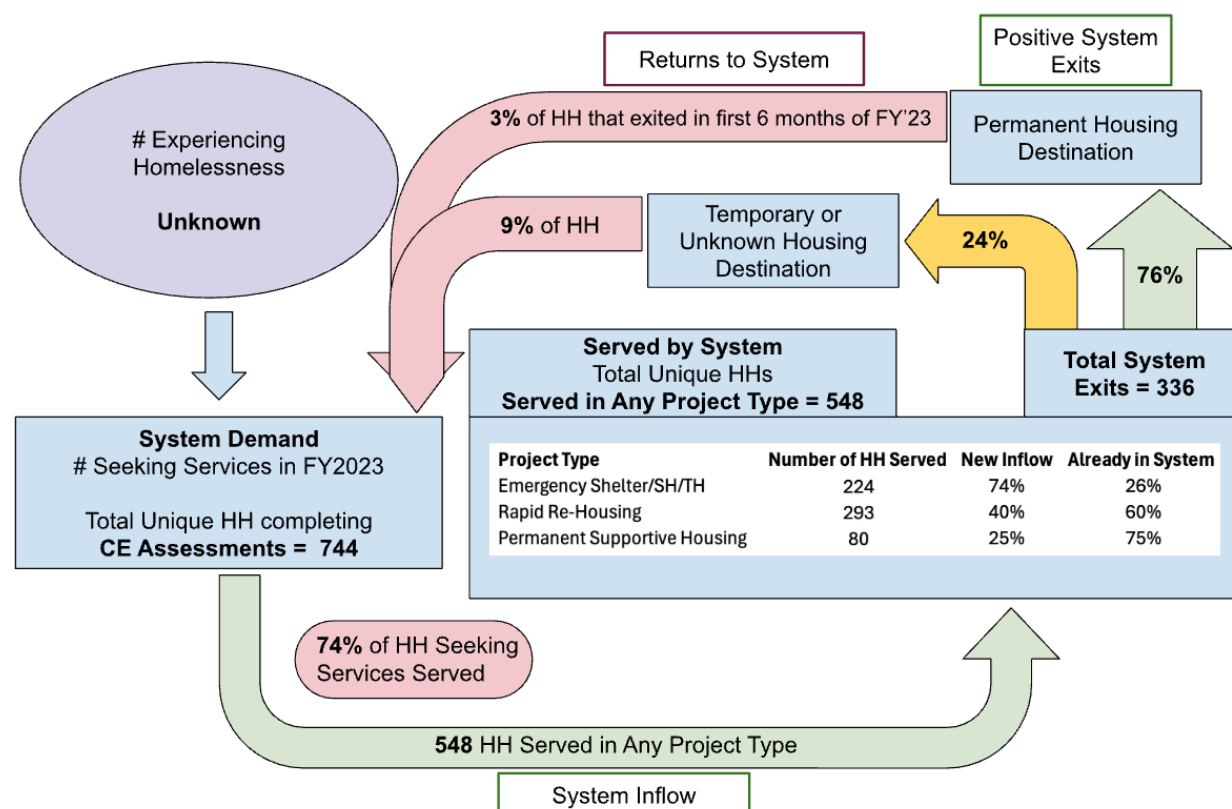 Returns to System
Positive System
Exits
# Experiencing
Homelessness
Unknown
3% of HH that exited in first 6 months of FY'23
Permanent Housing
Destination
9% of HH
Temporary or
Unknown Housing
Destination
24%
76%
Served by System
Total Unique HHs
Served in Any Project Type = 548
Total System
Exits = 336
System Demand
# Seeking Services in FY2023
Total Unique HH completing
CE Assessments = 744
Project Type Number of HH Served New Inflow Already in System
Emergency Shelter/SH/TH 224 74% 26%
Rapid Re-Housing 293 40% 60%
Permanent Supportive Housing 80 25% 75%
74% of HH Seeking
Services Served
548 HH Served in Any Project Type
System Inflow